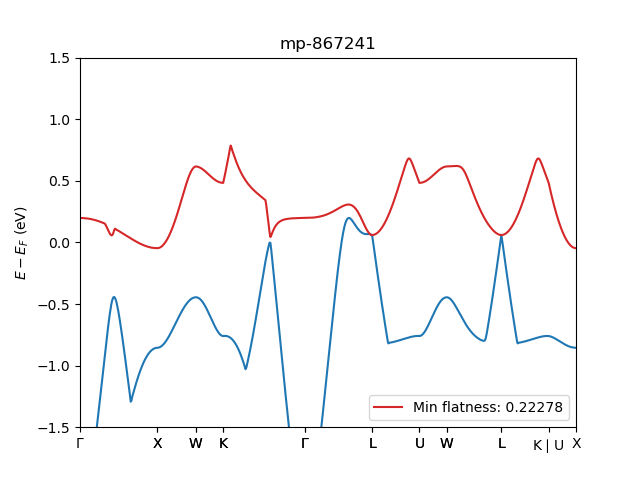 mp-867241
E − E_F (eV)
1.5
1.0
0.5
0.0
−0.5
−1.0
−1.5
Min flatness: 0.22278
Γ X W K Γ L U W L K | U X